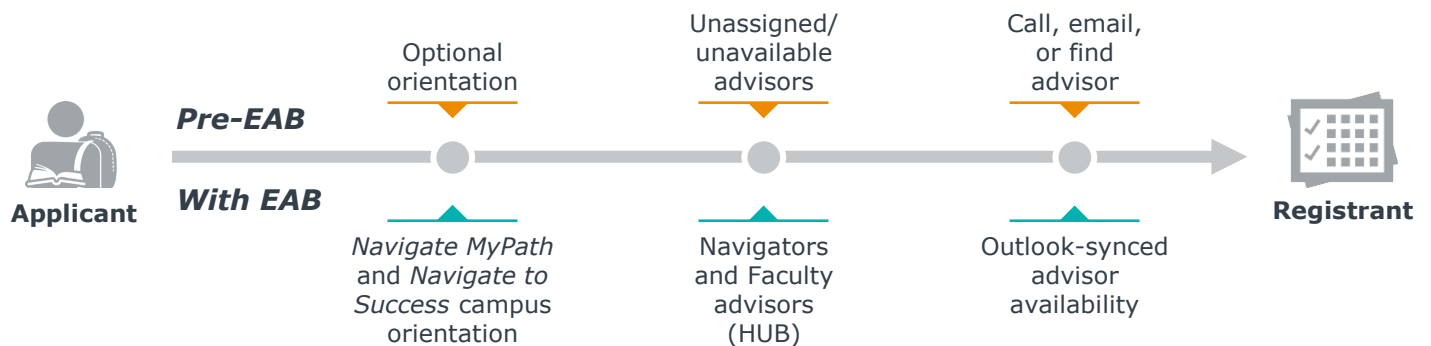 Optional
orientation
Unassigned/
unavailable
advisors
Call, email,
or find
advisor
Pre-EAB
With EAB
Applicant
Registrant
Navigate MyPath
and Navigate to
Success campus
orientation
Navigators
and Faculty
advisors
(HUB)
Outlook-synced
advisor
availability